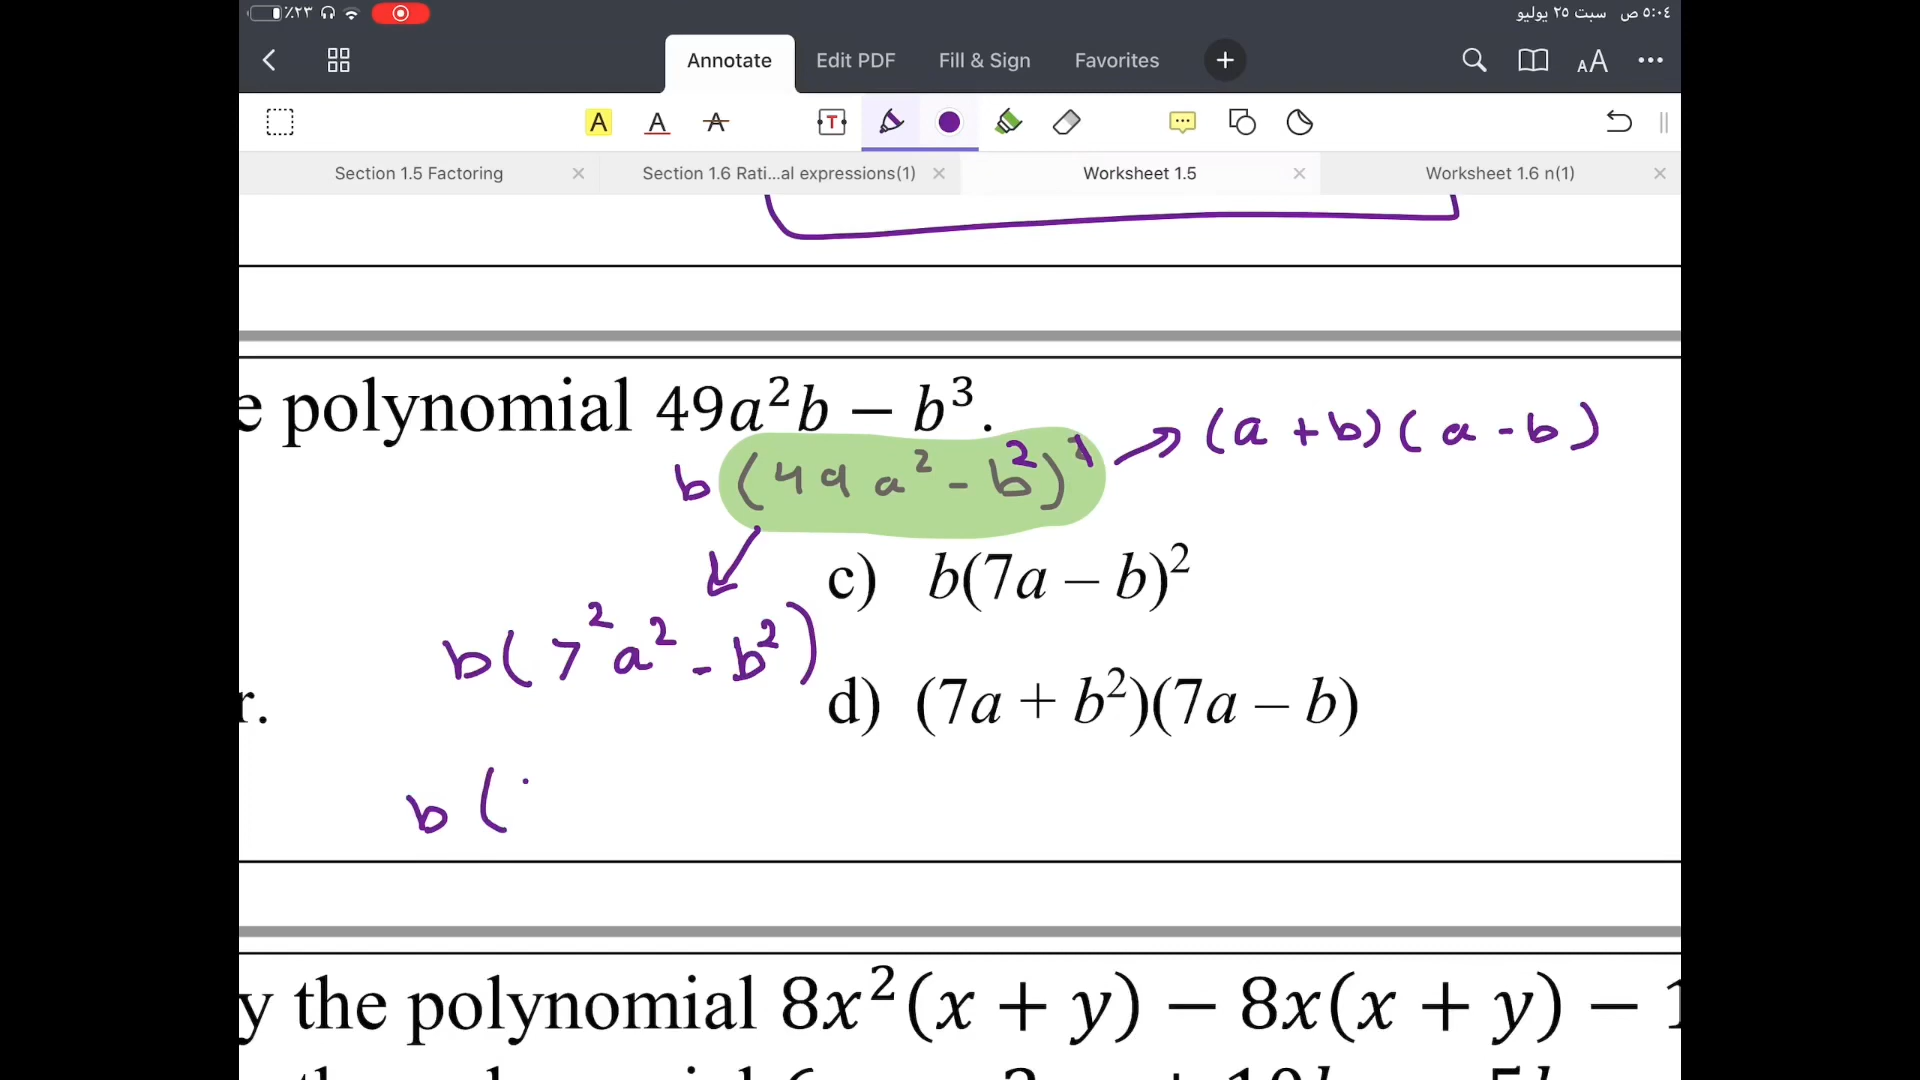 ٪٢٣
٥:٠٤ ص سبت ٢٥ يوليو
Annotate Edit PDF Fill & Sign Favorites
Section 1.5 Factoring Section 1.6 Rati...al expressions(1) Worksheet 1.5 Worksheet 1.6 n(1)
e polynomial 49a²b − b³.
(a + b)(a - b)
b (49a² - b²)
c) b(7a − b)²
b(7²a² - b²)
r. d) (7a + b²)(7a − b)
b (
y the polynomial 8x²(x + y) − 8x(x + y) − 1